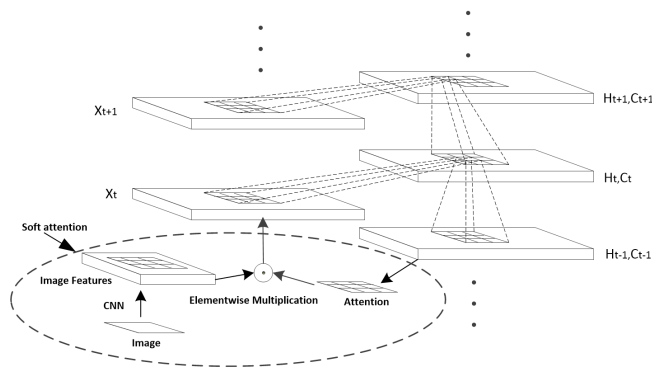 Xt+1
Ht+1,Ct+1
Xt
Ht,Ct
Soft attention
Ht-1,Ct-1
Image Features
Elementwise Multiplication
Attention
CNN
Image